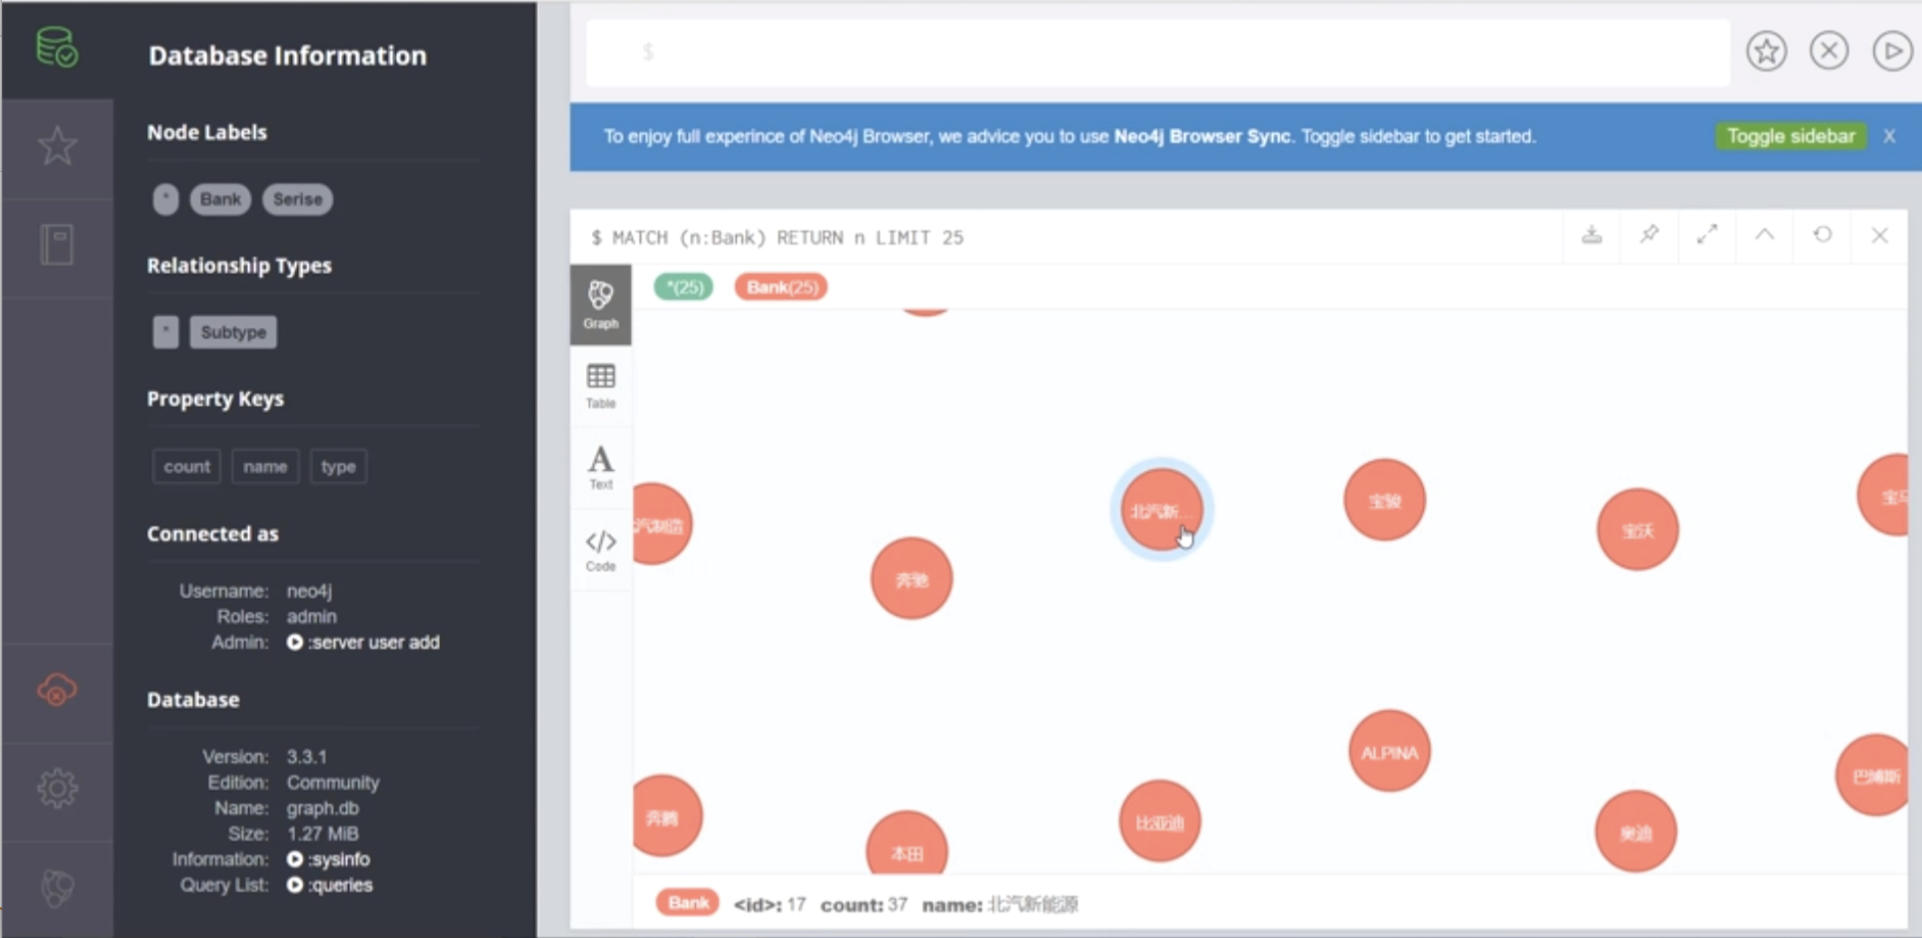 Database Information
Node Labels
* Bank Serise
Relationship Types
* Subtype
Property Keys
count name type
Connected as
Username: neo4j
Roles: admin
Admin: :server user add
Database
Version: 3.3.1
Edition: Community
Name: graph.db
Size: 1.27 MiB
Information: :sysinfo
Query List: :queries
$
To enjoy full experince of Neo4j Browser, we advice you to use Neo4j Browser Sync. Toggle sidebar to get started. Toggle sidebar X
$ MATCH (n:Bank) RETURN n LIMIT 25
*(25) Bank(25)
Graph
Table
A
Text
</>
Code
汽制造
奔驰
北汽新...
宝骏
宝沃
宝马
奔腾
本田
比亚迪
ALPINA
奥迪
巴博斯
Bank <id>: 17 count: 37 name: 北汽新能源